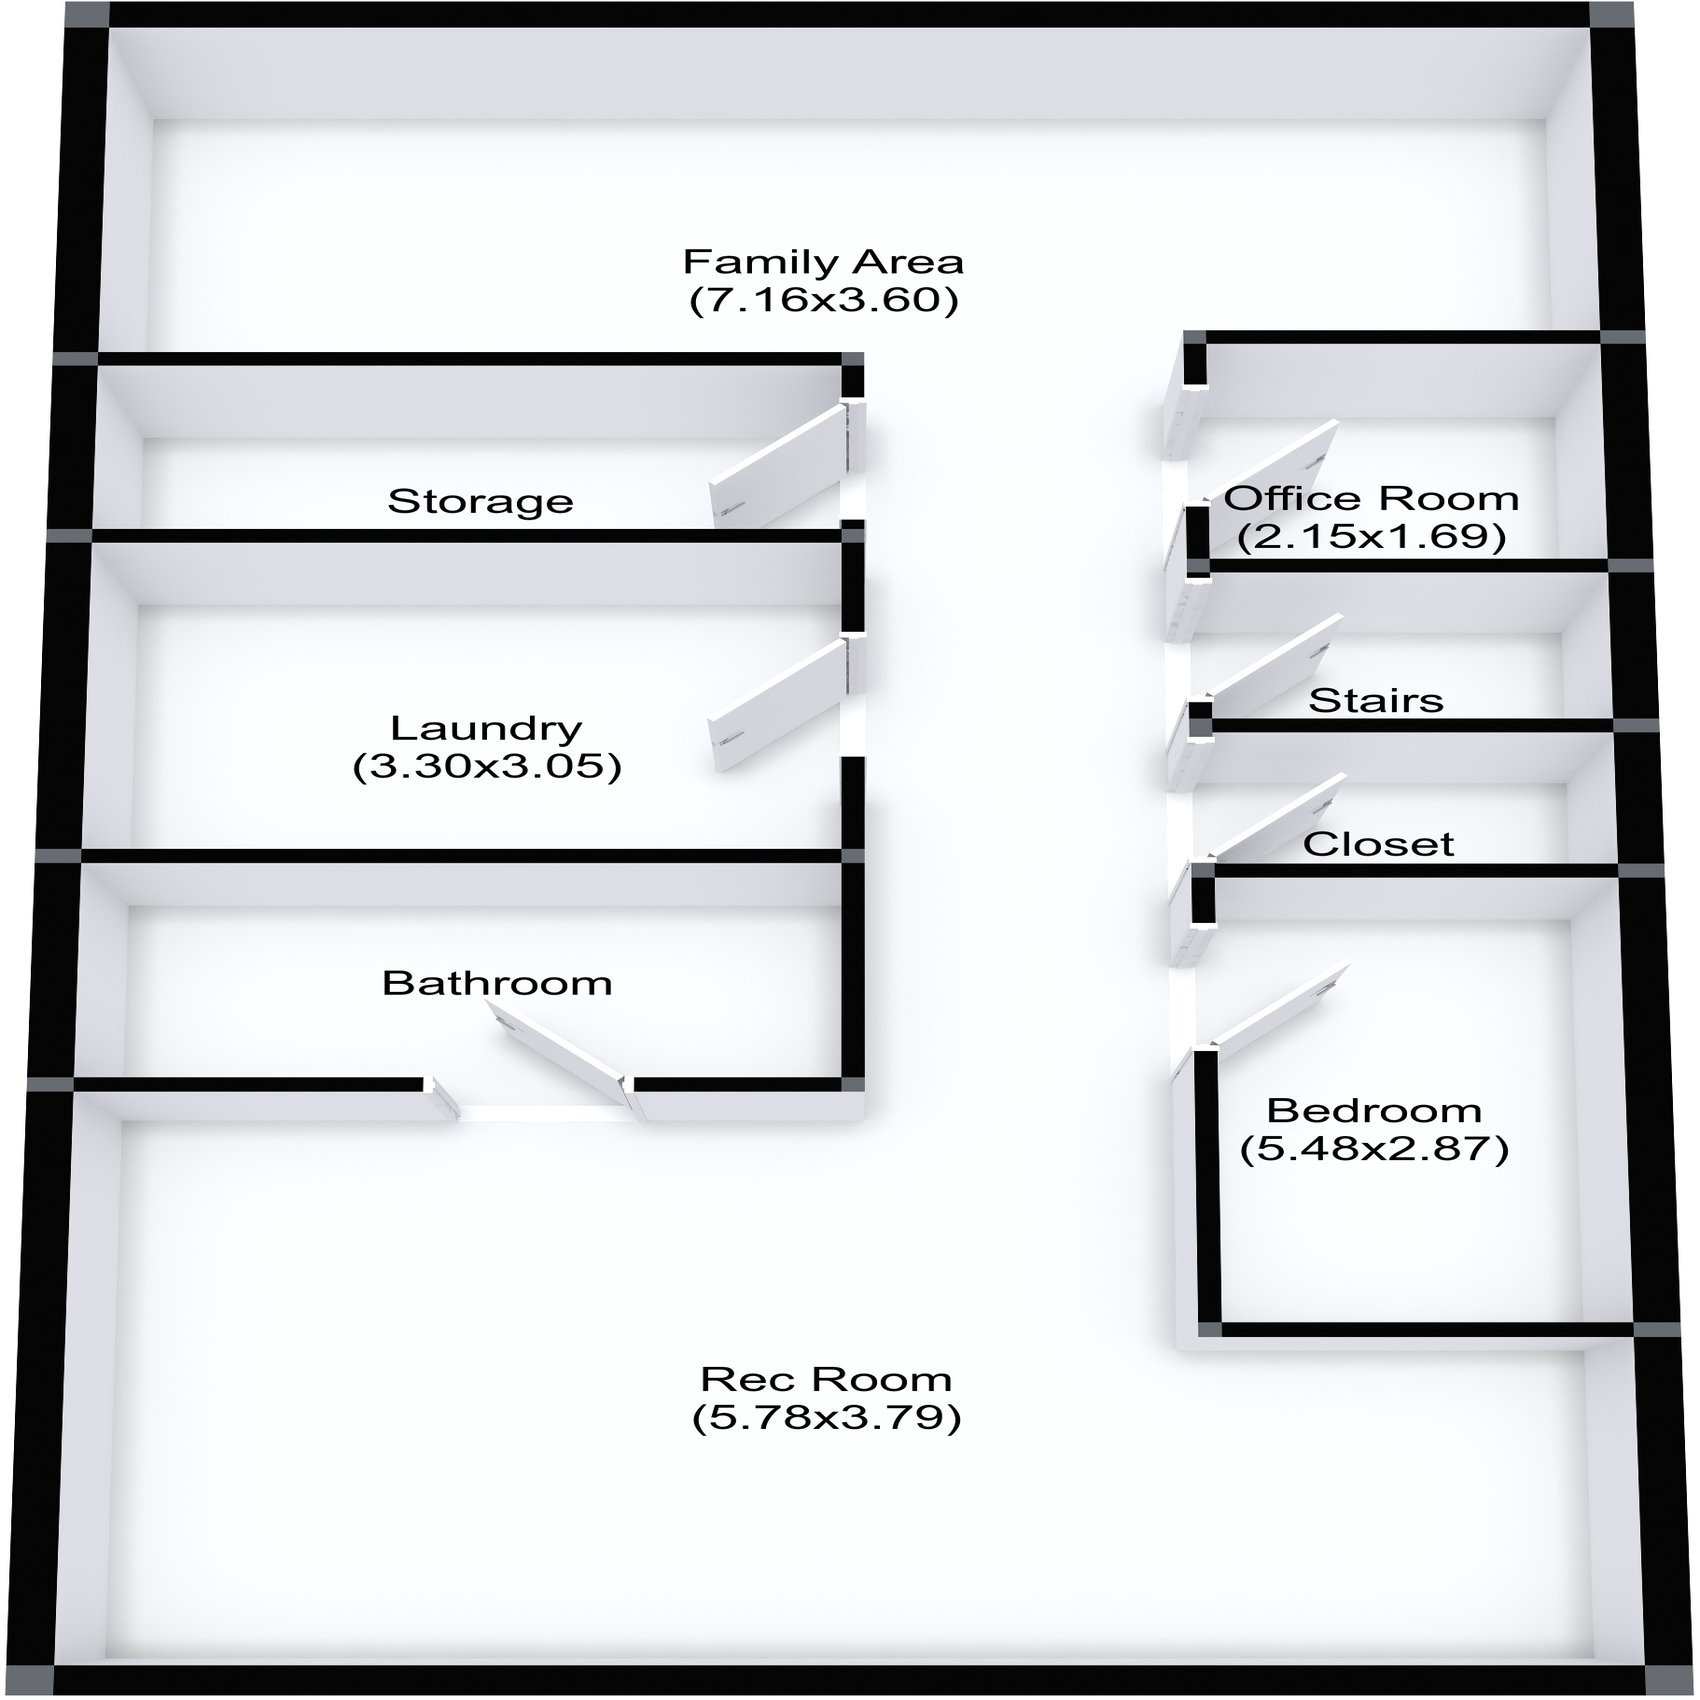 Family Area
(7.16x3.60)
Storage
Office Room
(2.15x1.69)
Stairs
Laundry
(3.30x3.05)
Closet
Bathroom
Bedroom
(5.48x2.87)
Rec Room
(5.78x3.79)